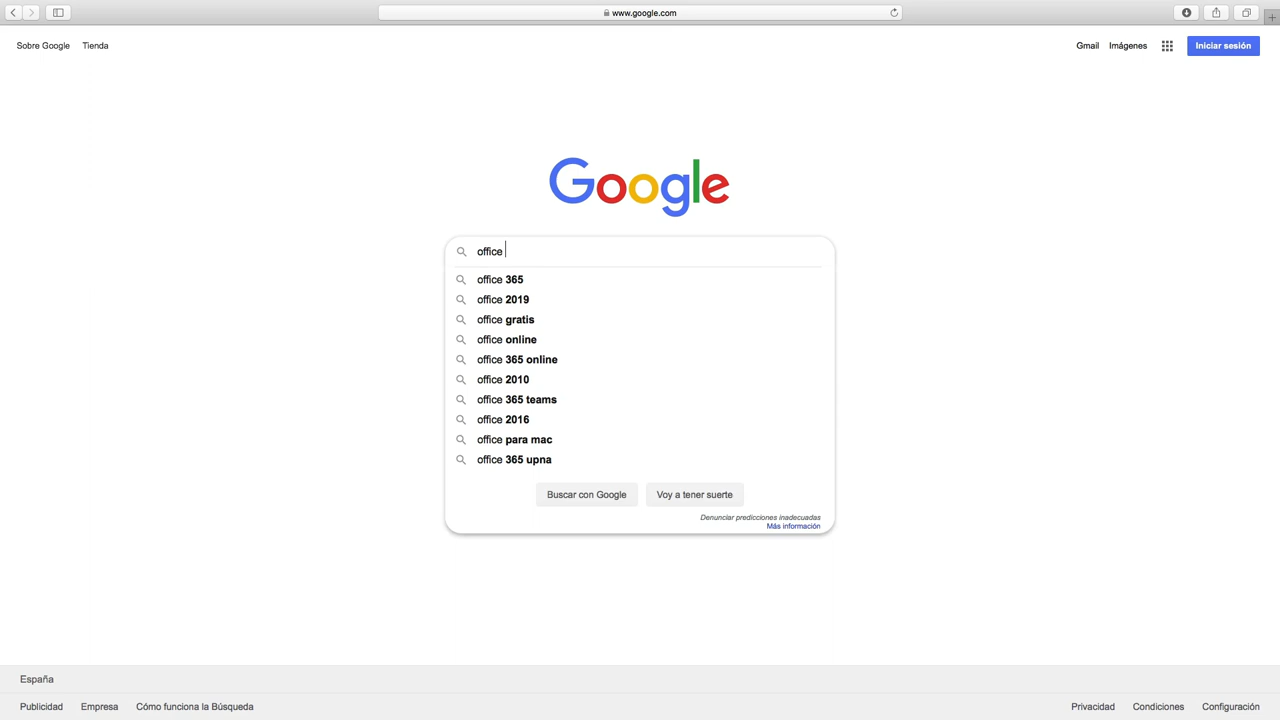 www.google.com
Sobre Google Tienda
Gmail Imágenes Iniciar sesión
Google
office
office 365
office 2019
office gratis
office online
office 365 online
office 2010
office 365 teams
office 2016
office para mac
office 365 upna
Buscar con Google Voy a tener suerte
Denunciar predicciones inadecuadas
Más información
España
Publicidad Empresa Cómo funciona la Búsqueda Privacidad Condiciones Configuración